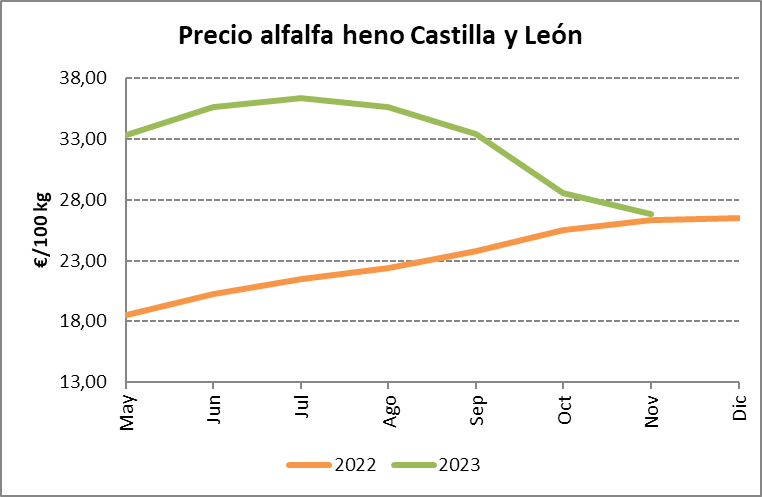 Precio alfalfa heno Castilla y León
€/100 kg
38,00
33,00
28,00
23,00
18,00
13,00
May
Jun
Jul
Ago
Sep
Oct
Nov
Dic
2022
2023